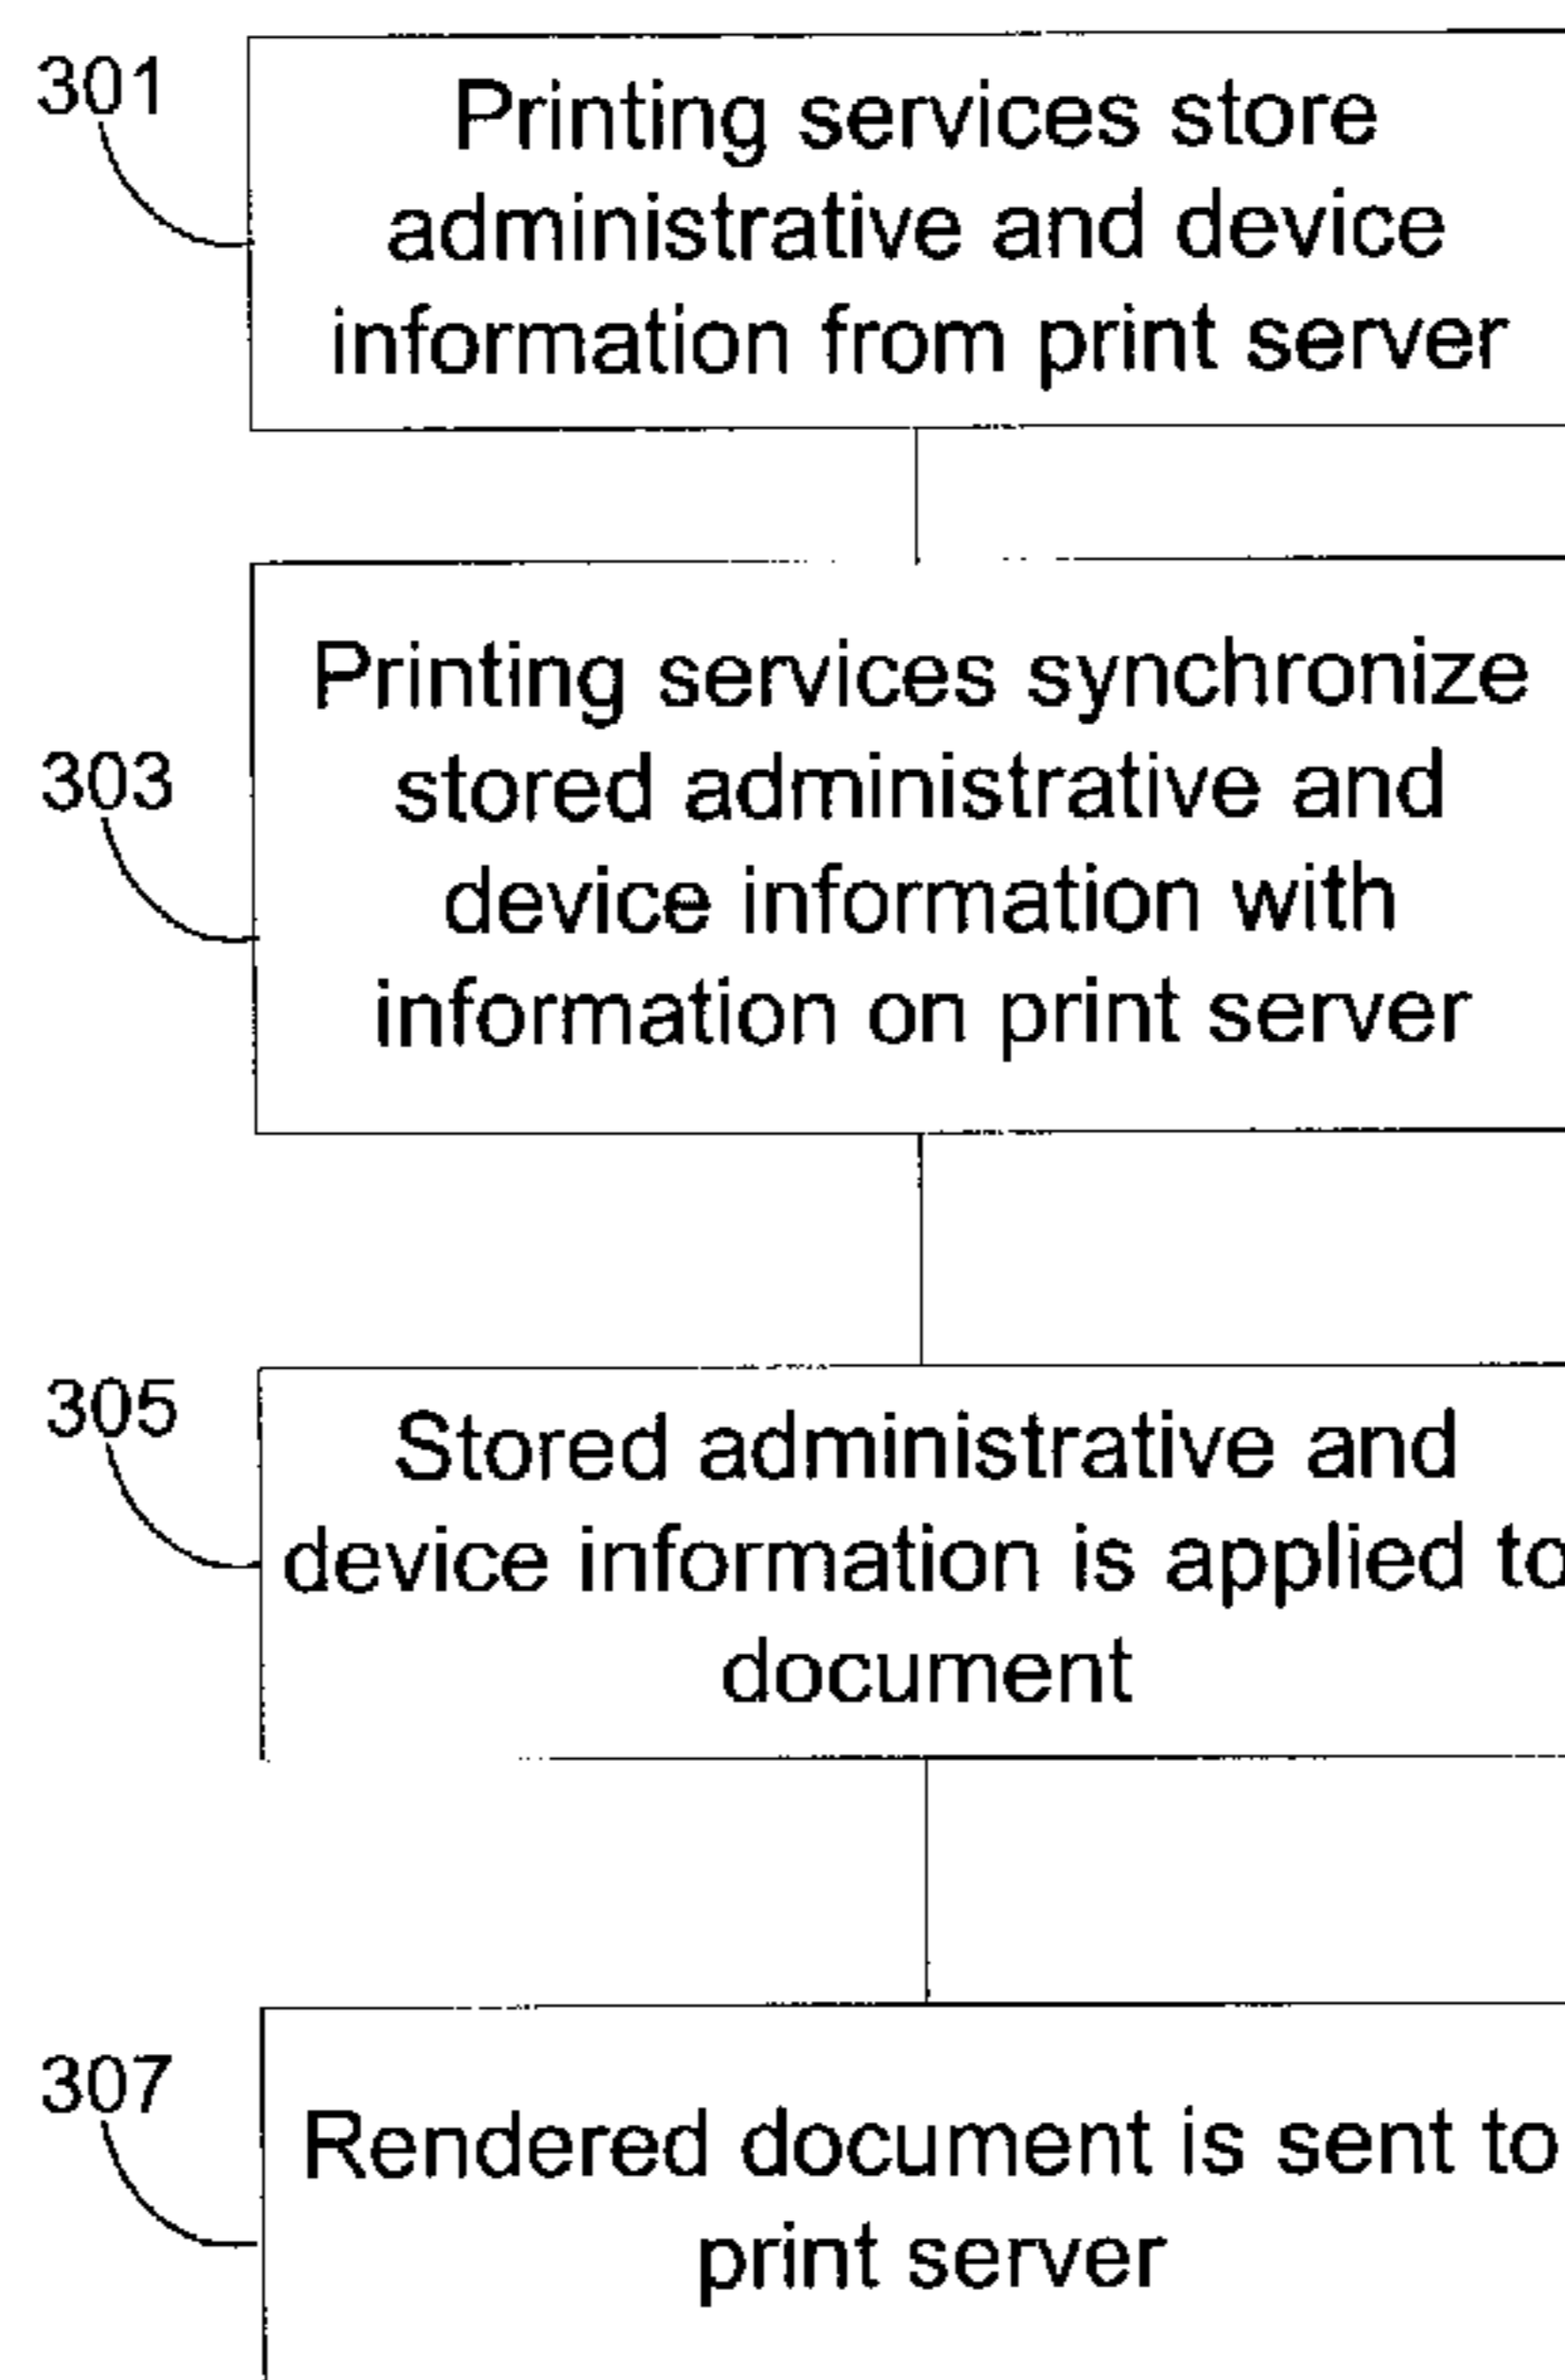 301
Printing services store
administrative and device
information from print server
303
Printing services synchronize
stored administrative and
device information with
information on print server
305
Stored administrative and
device information is applied to
document
307
Rendered document is sent to
print server